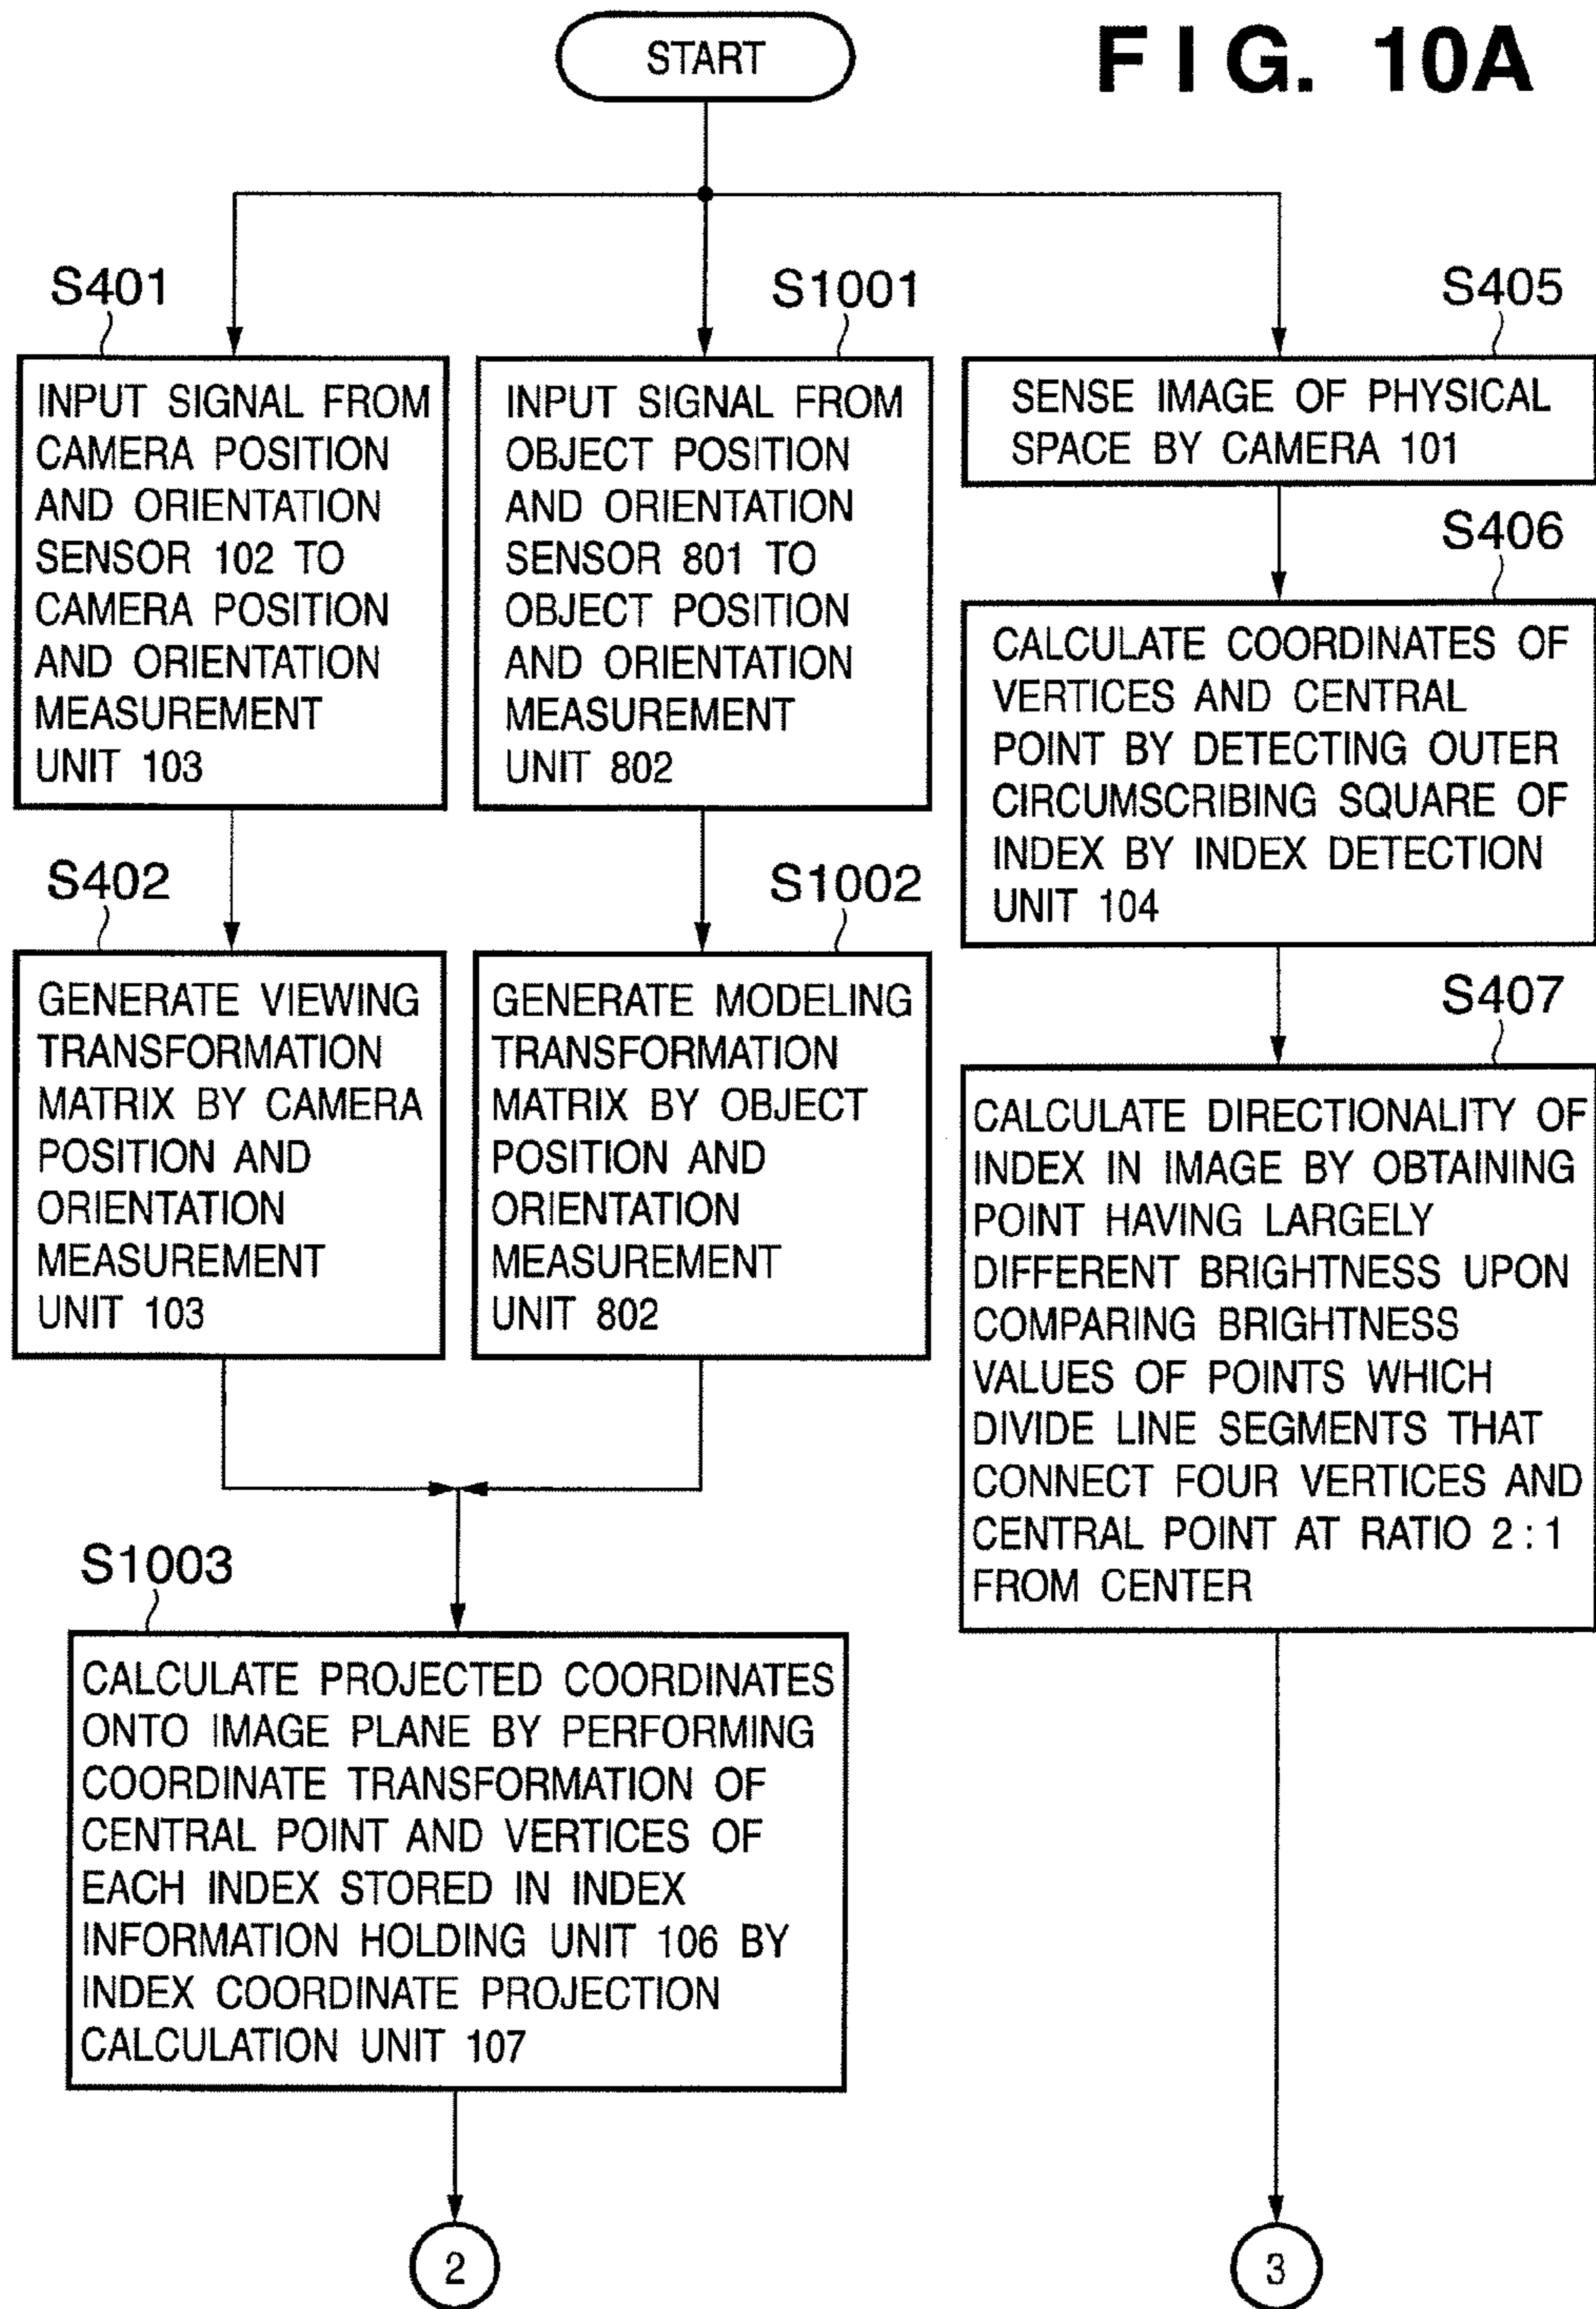 FIG. 10A
START
S401
INPUT SIGNAL FROM
CAMERA POSITION
AND ORIENTATION
SENSOR 102 TO
CAMERA POSITION
AND ORIENTATION
MEASUREMENT
UNIT 103
S1001
INPUT SIGNAL FROM
OBJECT POSITION
AND ORIENTATION
SENSOR 801 TO
OBJECT POSITION
AND ORIENTATION
MEASUREMENT
UNIT 802
S405
SENSE IMAGE OF PHYSICAL
SPACE BY CAMERA 101
S406
CALCULATE COORDINATES OF
VERTICES AND CENTRAL
POINT BY DETECTING OUTER
CIRCUMSCRIBING SQUARE OF
INDEX BY INDEX DETECTION
UNIT 104
S402
GENERATE VIEWING
TRANSFORMATION
MATRIX BY CAMERA
POSITION AND
ORIENTATION
MEASUREMENT
UNIT 103
S1002
GENERATE MODELING
TRANSFORMATION
MATRIX BY OBJECT
POSITION AND
ORIENTATION
MEASUREMENT
UNIT 802
S407
CALCULATE DIRECTIONALITY OF
INDEX IN IMAGE BY OBTAINING
POINT HAVING LARGELY
DIFFERENT BRIGHTNESS UPON
COMPARING BRIGHTNESS
VALUES OF POINTS WHICH
DIVIDE LINE SEGMENTS THAT
CONNECT FOUR VERTICES AND
CENTRAL POINT AT RATIO 2:1
FROM CENTER
S1003
CALCULATE PROJECTED COORDINATES
ONTO IMAGE PLANE BY PERFORMING
COORDINATE TRANSFORMATION OF
CENTRAL POINT AND VERTICES OF
EACH INDEX STORED IN INDEX
INFORMATION HOLDING UNIT 106 BY
INDEX COORDINATE PROJECTION
CALCULATION UNIT 107
2
3